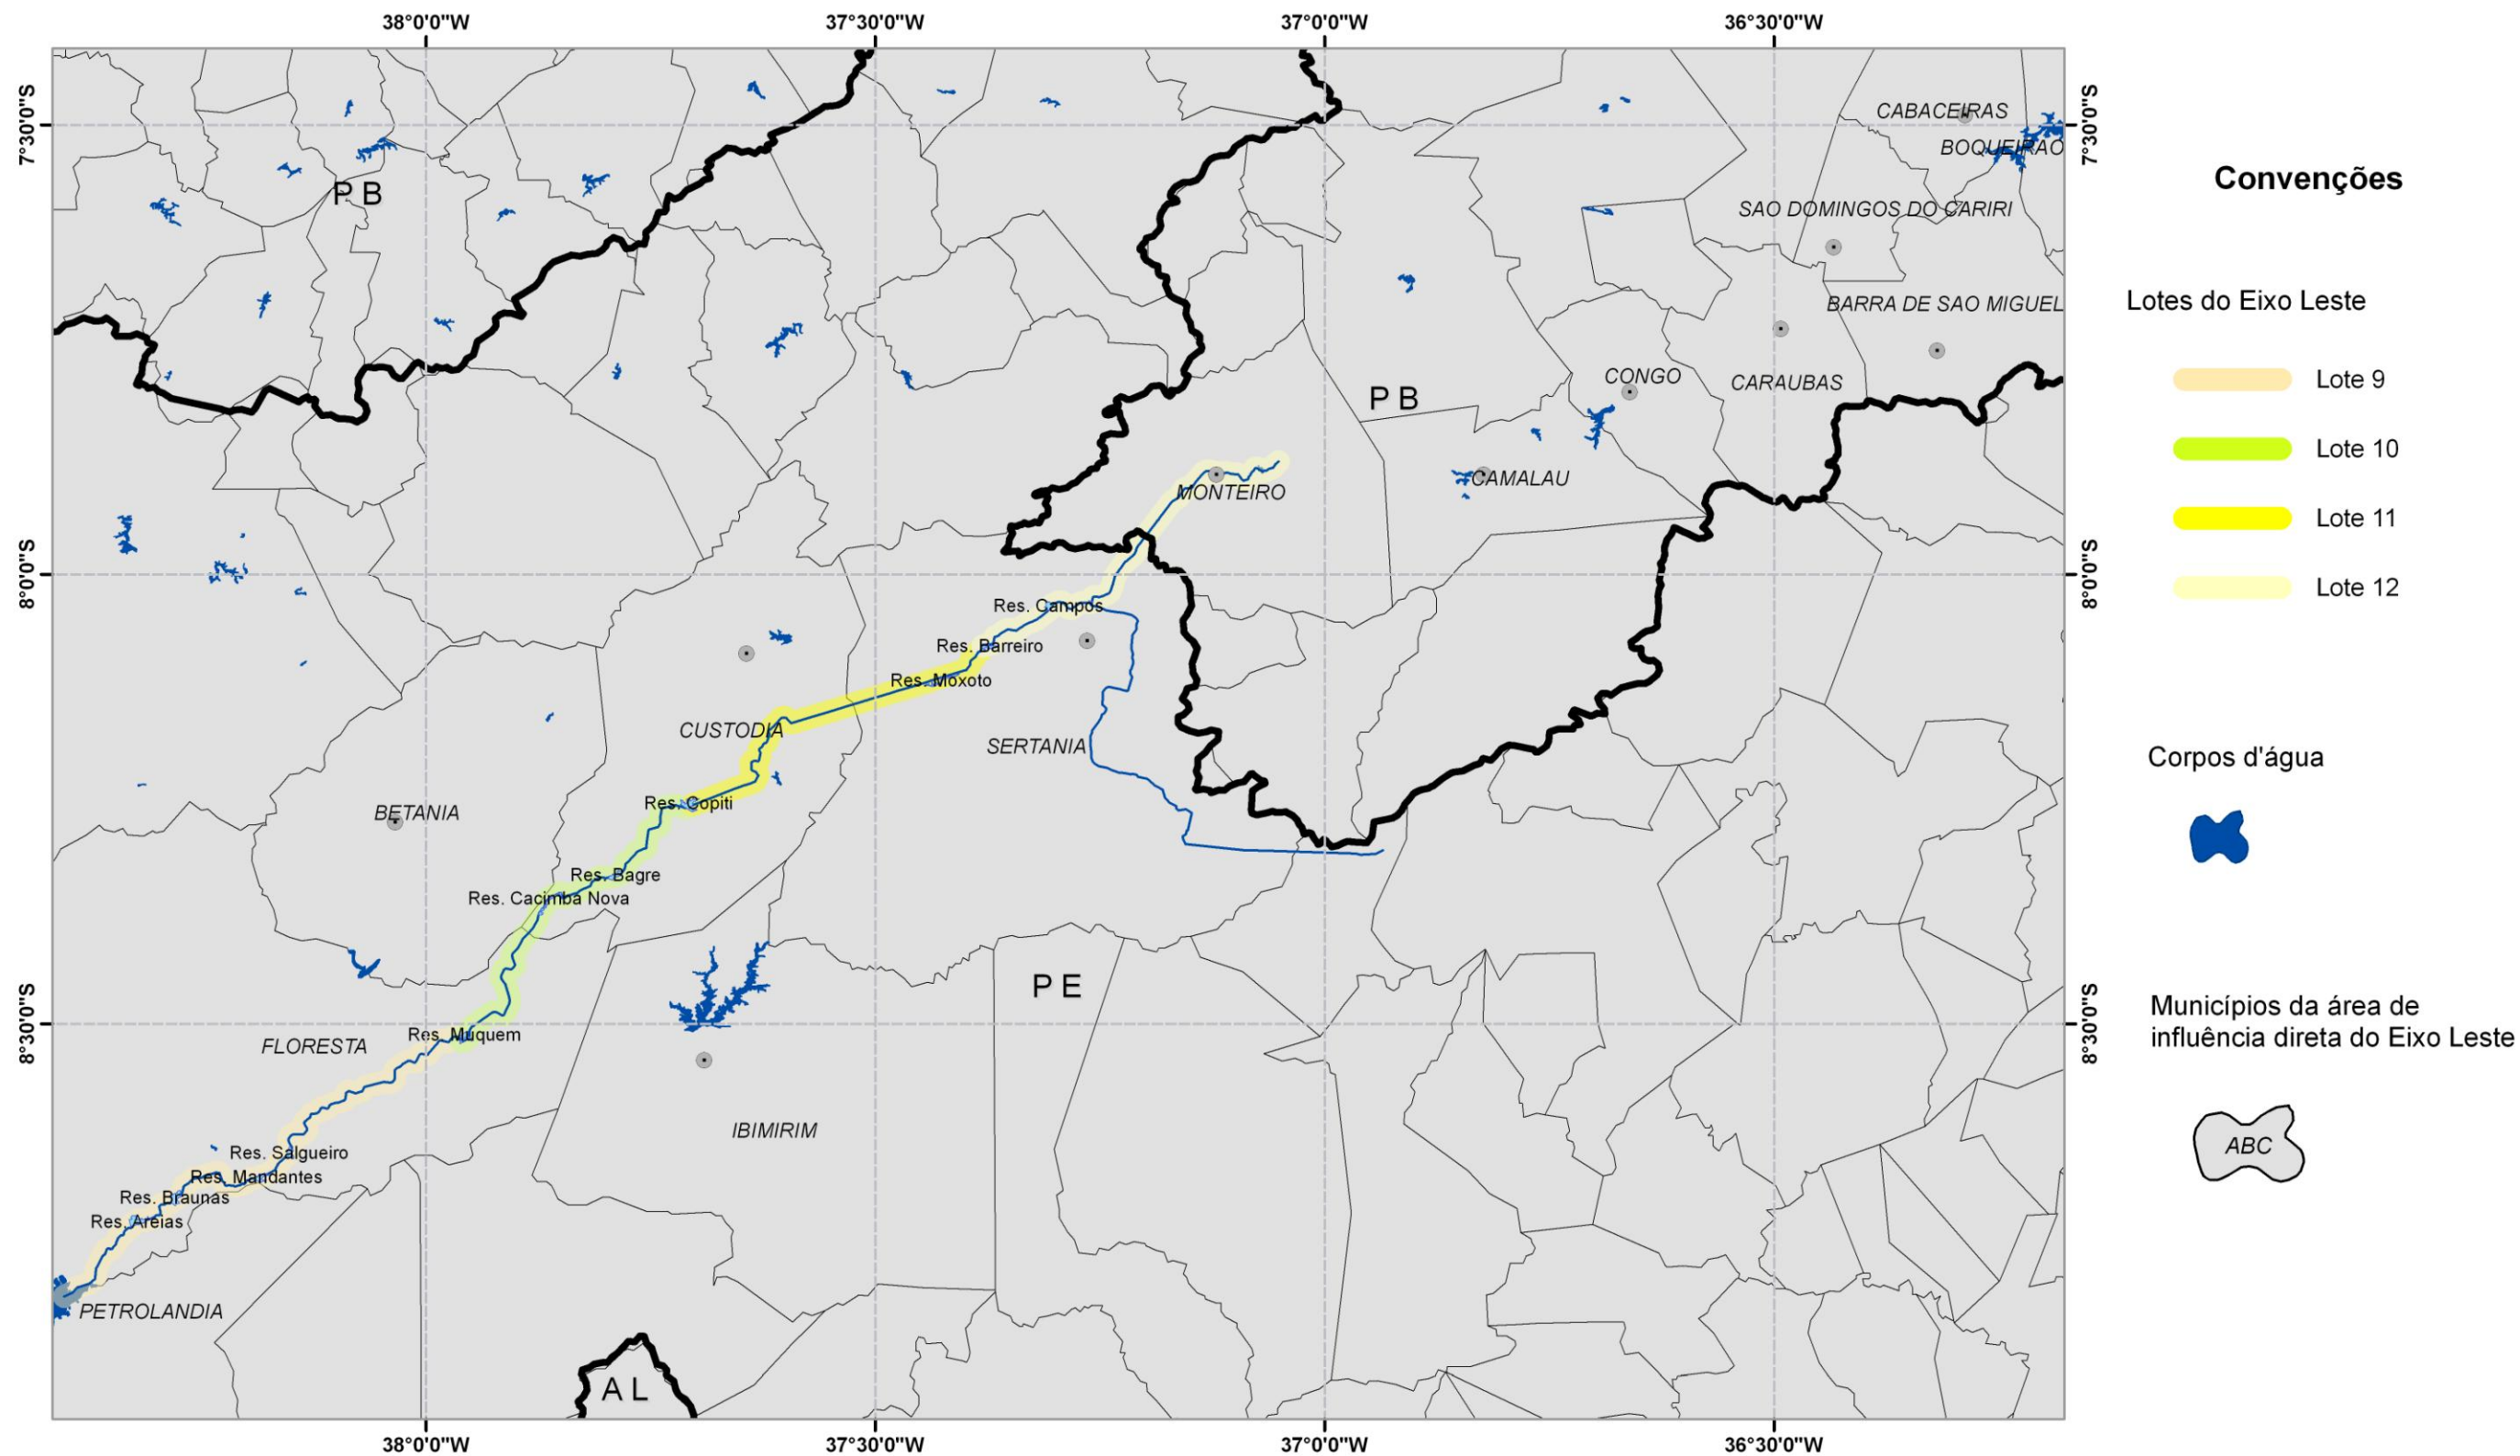 38°0'0"W
37°30'0"W
37°0'0"W
36°30'0"W
7°30'0"S
7°30'0"S
CABACEIRAS
BOQUEIRAO
Convenções
P B
SAO DOMINGOS DO CARIRI
Lotes do Eixo Leste
BARRA DE SAO MIGUEL
Lote 9
CONGO
CARAUBAS
P B
Lote 10
CAMALAU
MONTEIRO
Lote 11
8°0'0"S
8°0'0"S
Lote 12
Res. Campos
Res. Barreiro
Res. Moxoto
CUSTODIA
SERTANIA
Corpos d'água
Res. Copiti
BETANIA
Res. Bagre
Res. Cacimba Nova
P E
Municípios da área de
influência direta do Eixo Leste
8°30'0"S
8°30'0"S
Res. Muquem
FLORESTA
IBIMIRIM
ABC
Res. Salgueiro
Res. Mandantes
Res. Braunas
Res. Areias
PETROLANDIA
A L
38°0'0"W
37°30'0"W
37°0'0"W
36°30'0"W